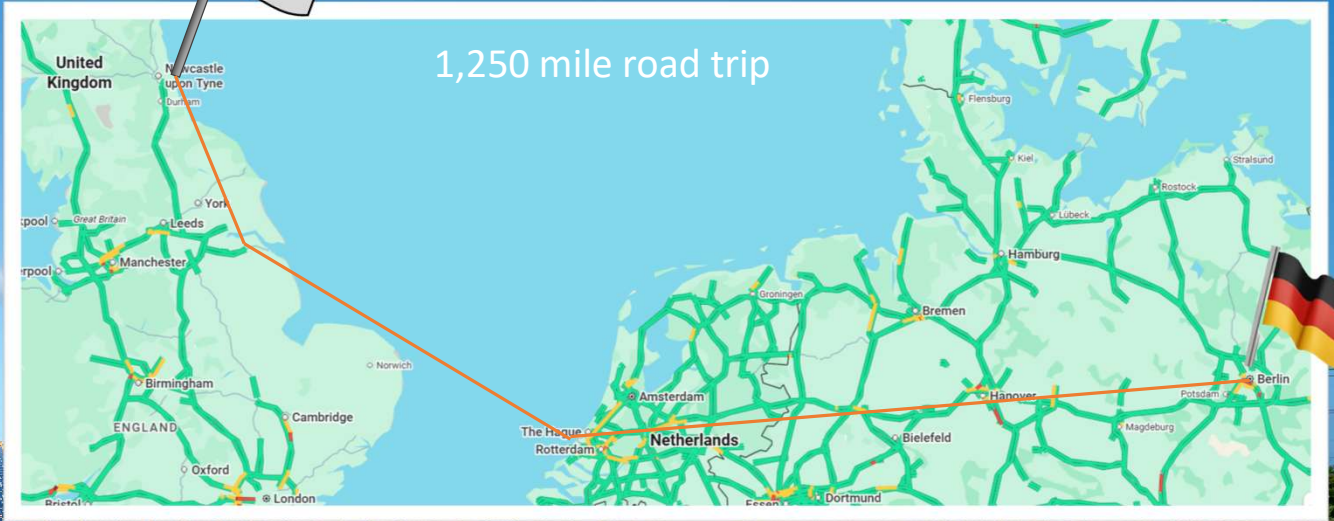 1,250 mile road trip
United
Kingdom
Newcastle
upon Tyne
Durham
Flensburg
Kiel
Stralsund
Rostock
York
Lübeck
Great Britain
Leeds
Hamburg
Manchester
Groningen
Bremen
Norwich
Birmingham
Amsterdam
Hanover
Berlin
Potsdam
ENGLAND
Cambridge
The Hague
Netherlands
Bielefeld
Magdeburg
Rotterdam
Oxford
London
Dortmund
Essen
Bristol